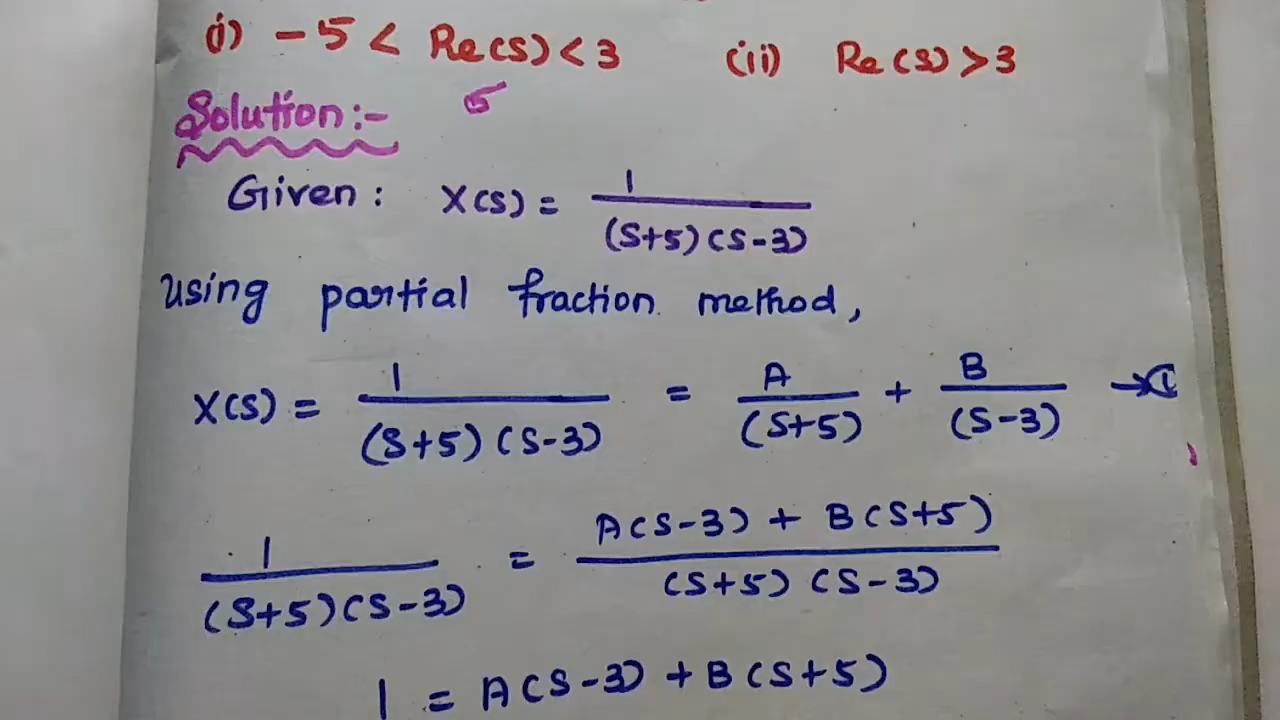 (i) -5 < Re(s) < 3 (ii) Re(s) > 3
Solution:-
Given: X(s) = 1/((S+5)(S-3))
Using partial fraction method,
X(s) = 1/((S+5)(S-3)) = A/(S+5) + B/(S-3) →
1/((S+5)(S-3)) = (A(S-3) + B(S+5))/((S+5)(S-3))
1 = A(S-3) + B(S+5)